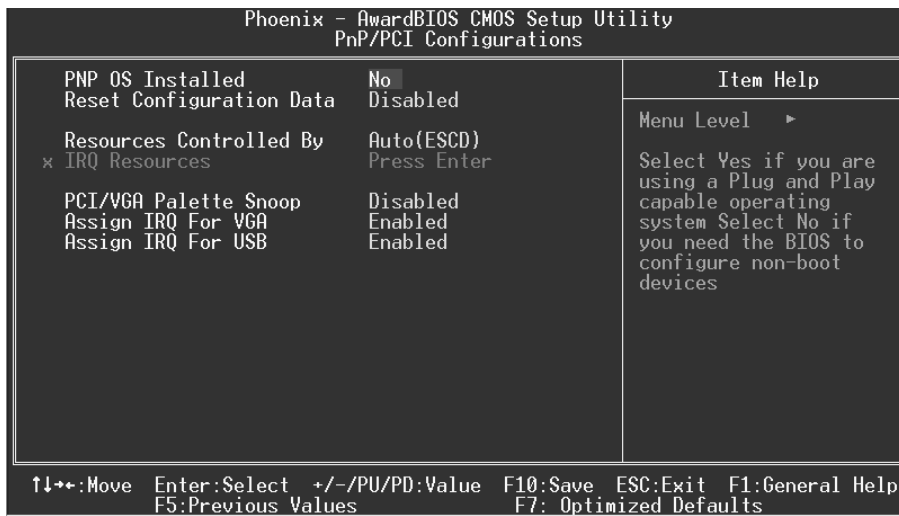 Phoenix - AwardBIOS CMOS Setup Utility
PnP/PCI Configurations
PNP OS Installed No
Reset Configuration Data Disabled
Resources Controlled By Auto(ESCD)
x IRQ Resources Press Enter
PCI/VGA Palette Snoop Disabled
Assign IRQ For VGA Enabled
Assign IRQ For USB Enabled
Item Help
Menu Level ►
Select Yes if you are
using a Plug and Play
capable operating
system Select No if
you need the BIOS to
configure non-boot
devices
↑↓→←:Move Enter:Select +/-/PU/PD:Value F10:Save ESC:Exit F1:General Help
F5:Previous Values F7: Optimized Defaults